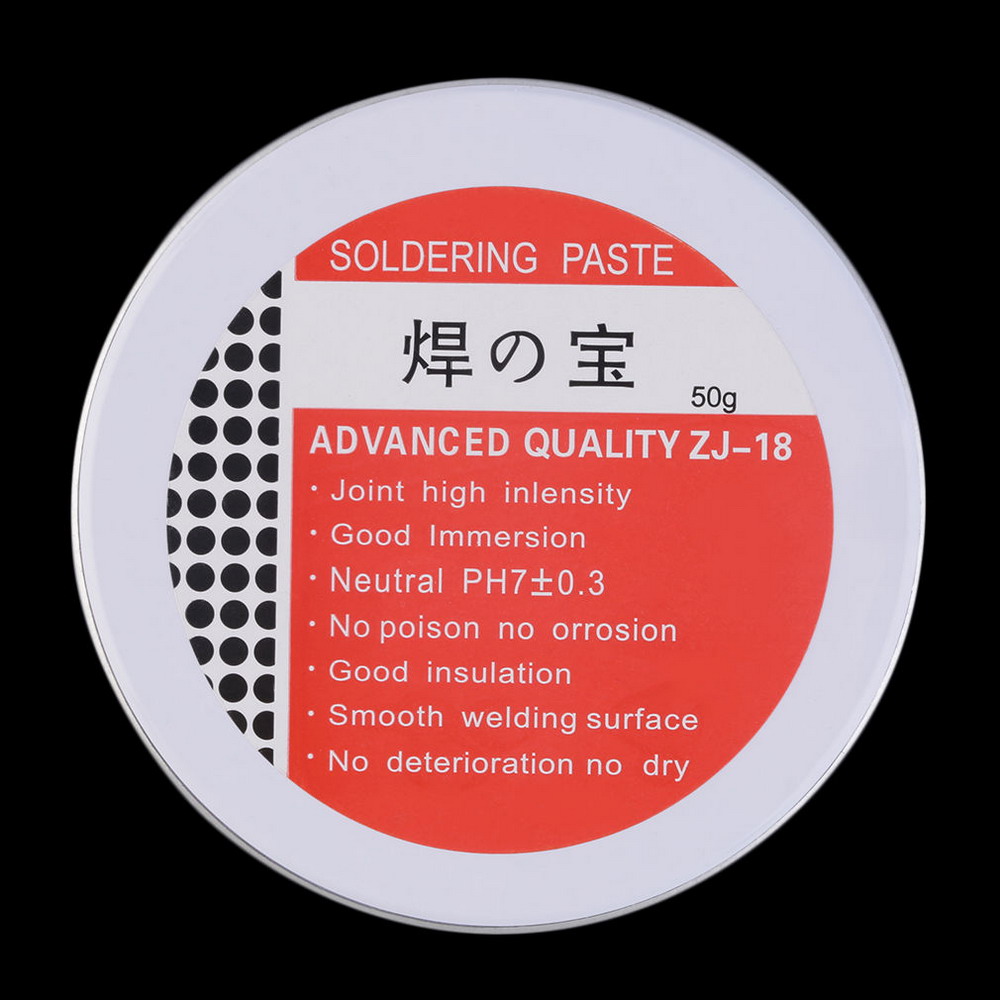 SOLDERING PASTE
焊の宝
50g
ADVANCED QUALITY ZJ-18
· Joint high inlensity
· Good Immersion
· Neutral PH7±0.3
· No poison no orrosion
· Good insulation
· Smooth welding surface
· No deterioration no dry